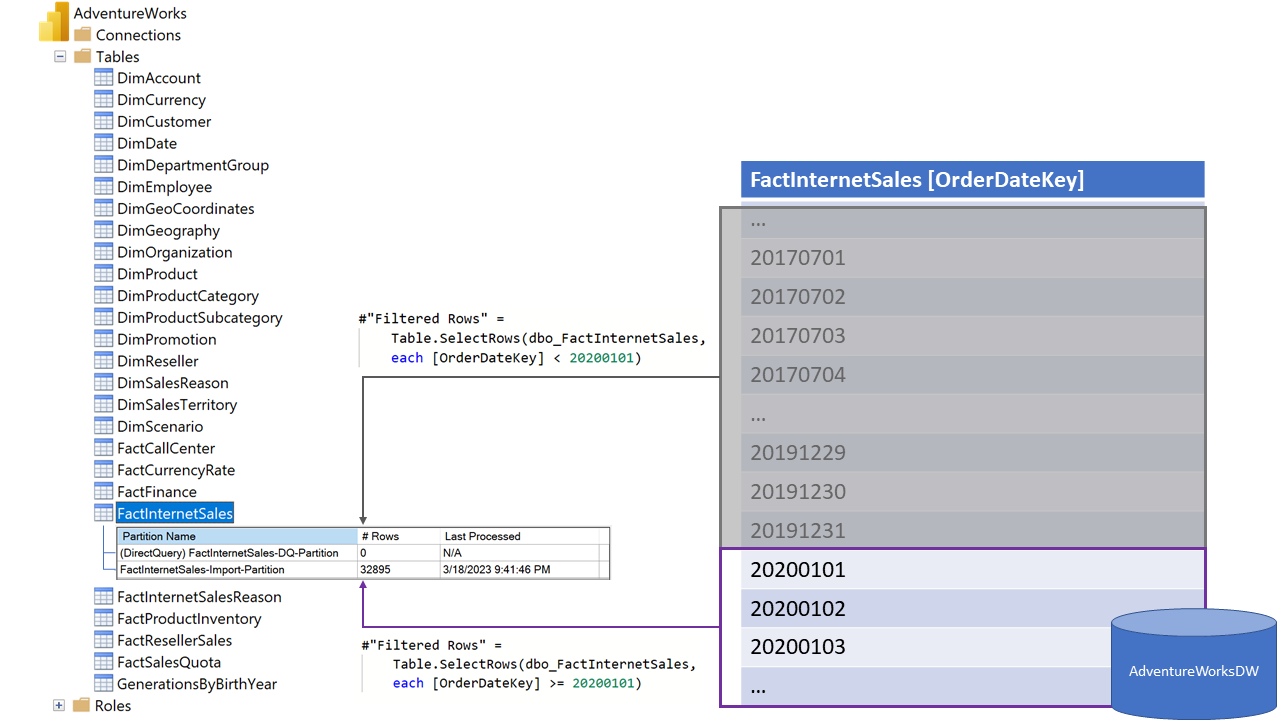 AdventureWorks
Connections
Tables
DimAccount
DimCurrency
DimCustomer
DimDate
DimDepartmentGroup
DimEmployee
DimGeoCoordinates
DimGeography
DimOrganization
DimProduct
DimProductCategory
DimProductSubcategory
DimPromotion
DimReseller
DimSalesReason
DimSalesTerritory
DimScenario
FactCallCenter
FactCurrencyRate
FactFinance
FactInternetSales
Partition Name # Rows Last Processed
(DirectQuery) FactInternetSales-DQ-Partition 0 N/A
FactInternetSales-Import-Partition 32895 3/18/2023 9:41:46 PM
FactInternetSalesReason
FactProductInventory
FactResellerSales
FactSalesQuota
GenerationsByBirthYear
Roles
#"Filtered Rows" =
Table.SelectRows(dbo_FactInternetSales,
each [OrderDateKey] < 20200101)
#"Filtered Rows" =
Table.SelectRows(dbo_FactInternetSales,
each [OrderDateKey] >= 20200101)
FactInternetSales [OrderDateKey]
...
20170701
20170702
20170703
20170704
...
20191229
20191230
20191231
20200101
20200102
20200103
...
AdventureWorksDW